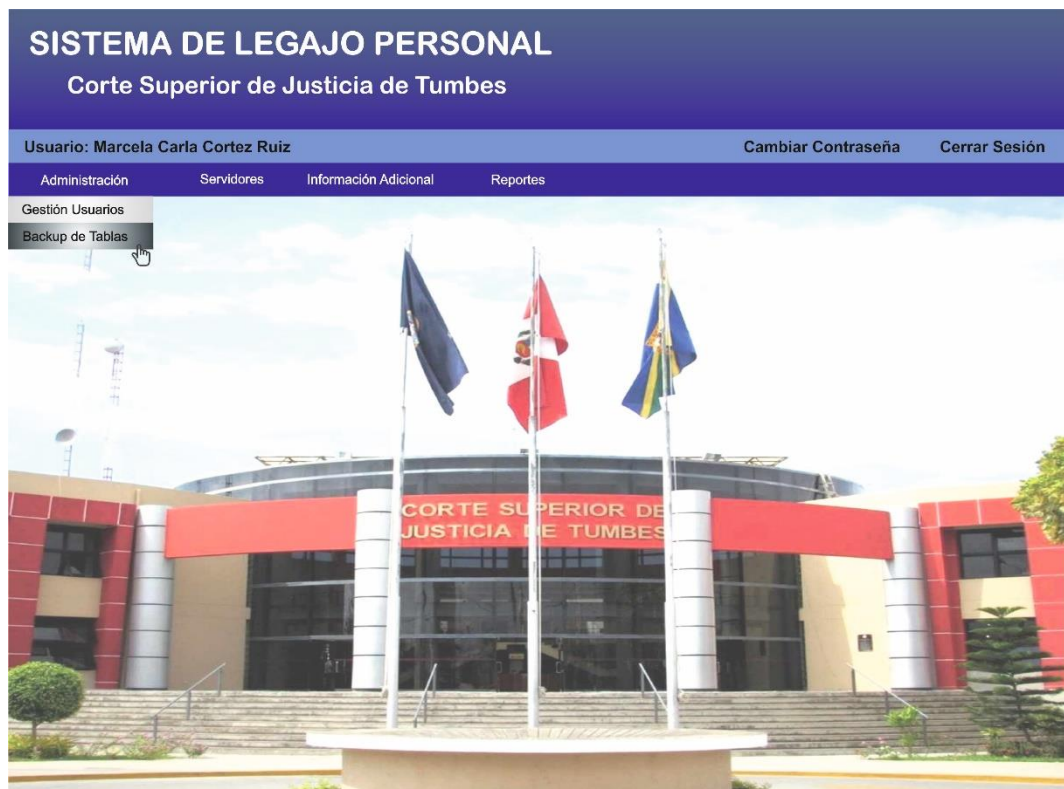 SISTEMA DE LEGAJO PERSONAL
Corte Superior de Justicia de Tumbes
Usuario: Marcela Carla Cortez Ruiz Cambiar Contraseña Cerrar Sesión
Administración Servidores Información Adicional Reportes
Gestión Usuarios
Backup de Tablas
CORTE SUPERIOR DE
JUSTICIA DE TUMBES